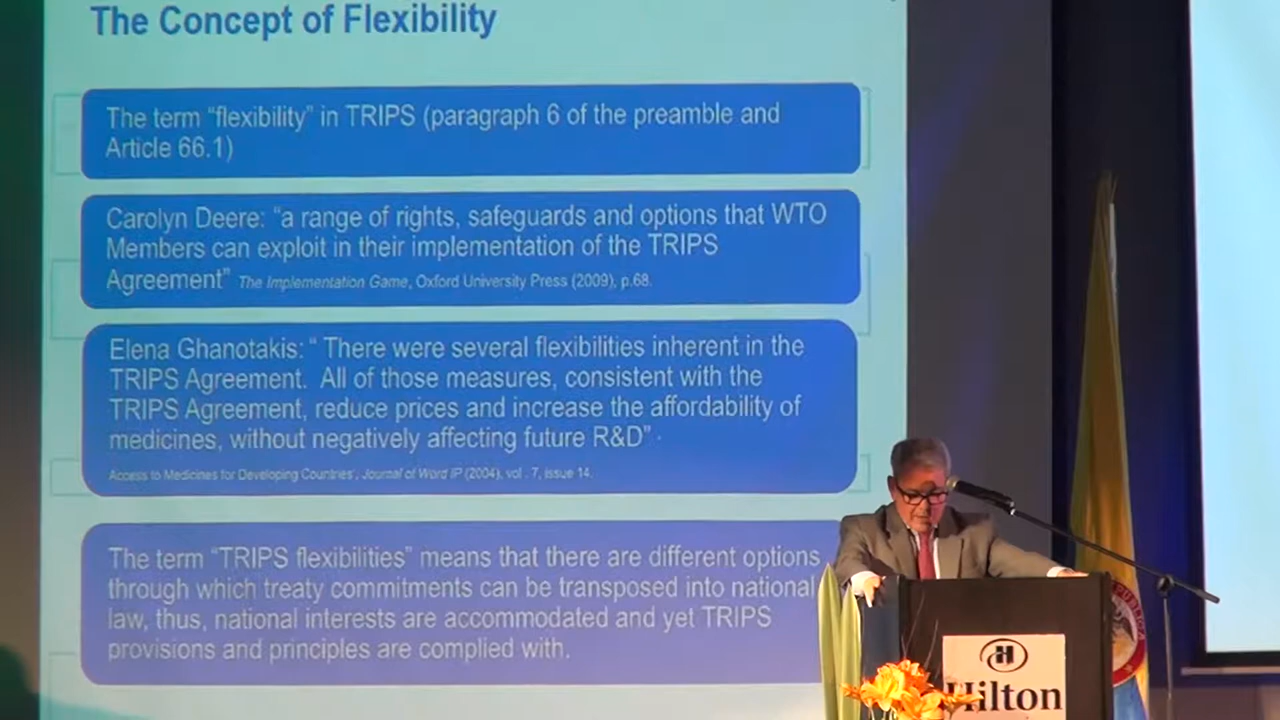 The Concept of Flexibility
The term “flexibility” in TRIPS (paragraph 6 of the preamble and
Article 66.1)
Carolyn Deere: “a range of rights, safeguards and options that WTO
Members can exploit in their implementation of the TRIPS
Agreement” The Implementation Game, Oxford University Press (2009), p.68.
Elena Ghanotakis: “ There were several flexibilities inherent in the
TRIPS Agreement. All of those measures, consistent with the
TRIPS Agreement, reduce prices and increase the affordability of
medicines, without negatively affecting future R&D” .
Access to Medicines for Developing Countries’, Journal of Word IP (2004), vol . 7, issue 14.
The term “TRIPS flexibilities” means that there are different options
through which treaty commitments can be transposed into national
law, thus, national interests are accommodated and yet TRIPS
provisions and principles are complied with.
H
Hilton